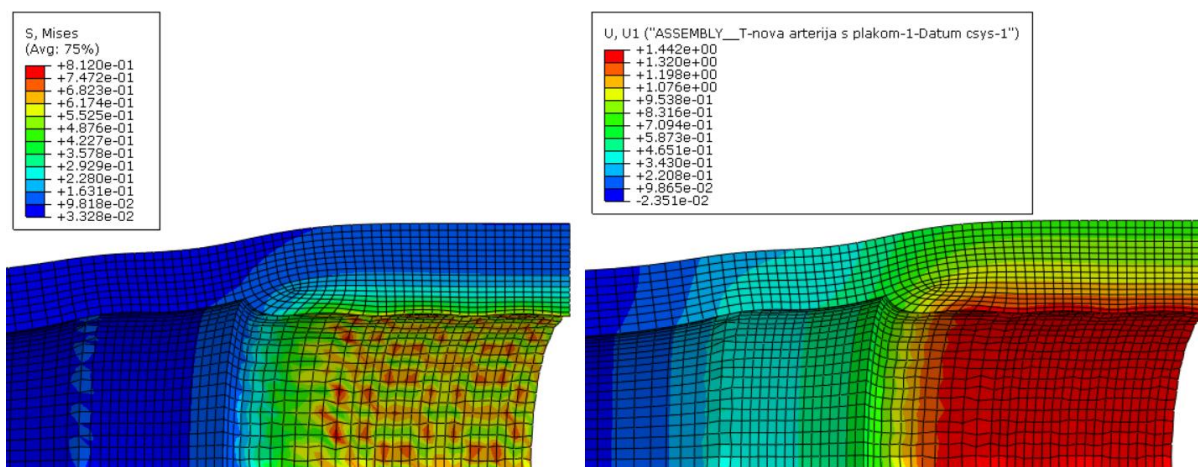 S, Mises
(Avg: 75%)
+8.120e-01
+7.472e-01
+6.823e-01
+6.174e-01
+5.525e-01
+4.876e-01
+4.227e-01
+3.578e-01
+2.929e-01
+2.280e-01
+1.631e-01
+9.818e-02
+3.328e-02
U, U1 ("ASSEMBLY__T-nova arterija s plakom-1-Datum csys-1")
+1.442e+00
+1.320e+00
+1.198e+00
+1.076e+00
+9.538e-01
+8.316e-01
+7.094e-01
+5.873e-01
+4.651e-01
+3.430e-01
+2.208e-01
+9.865e-02
-2.351e-02